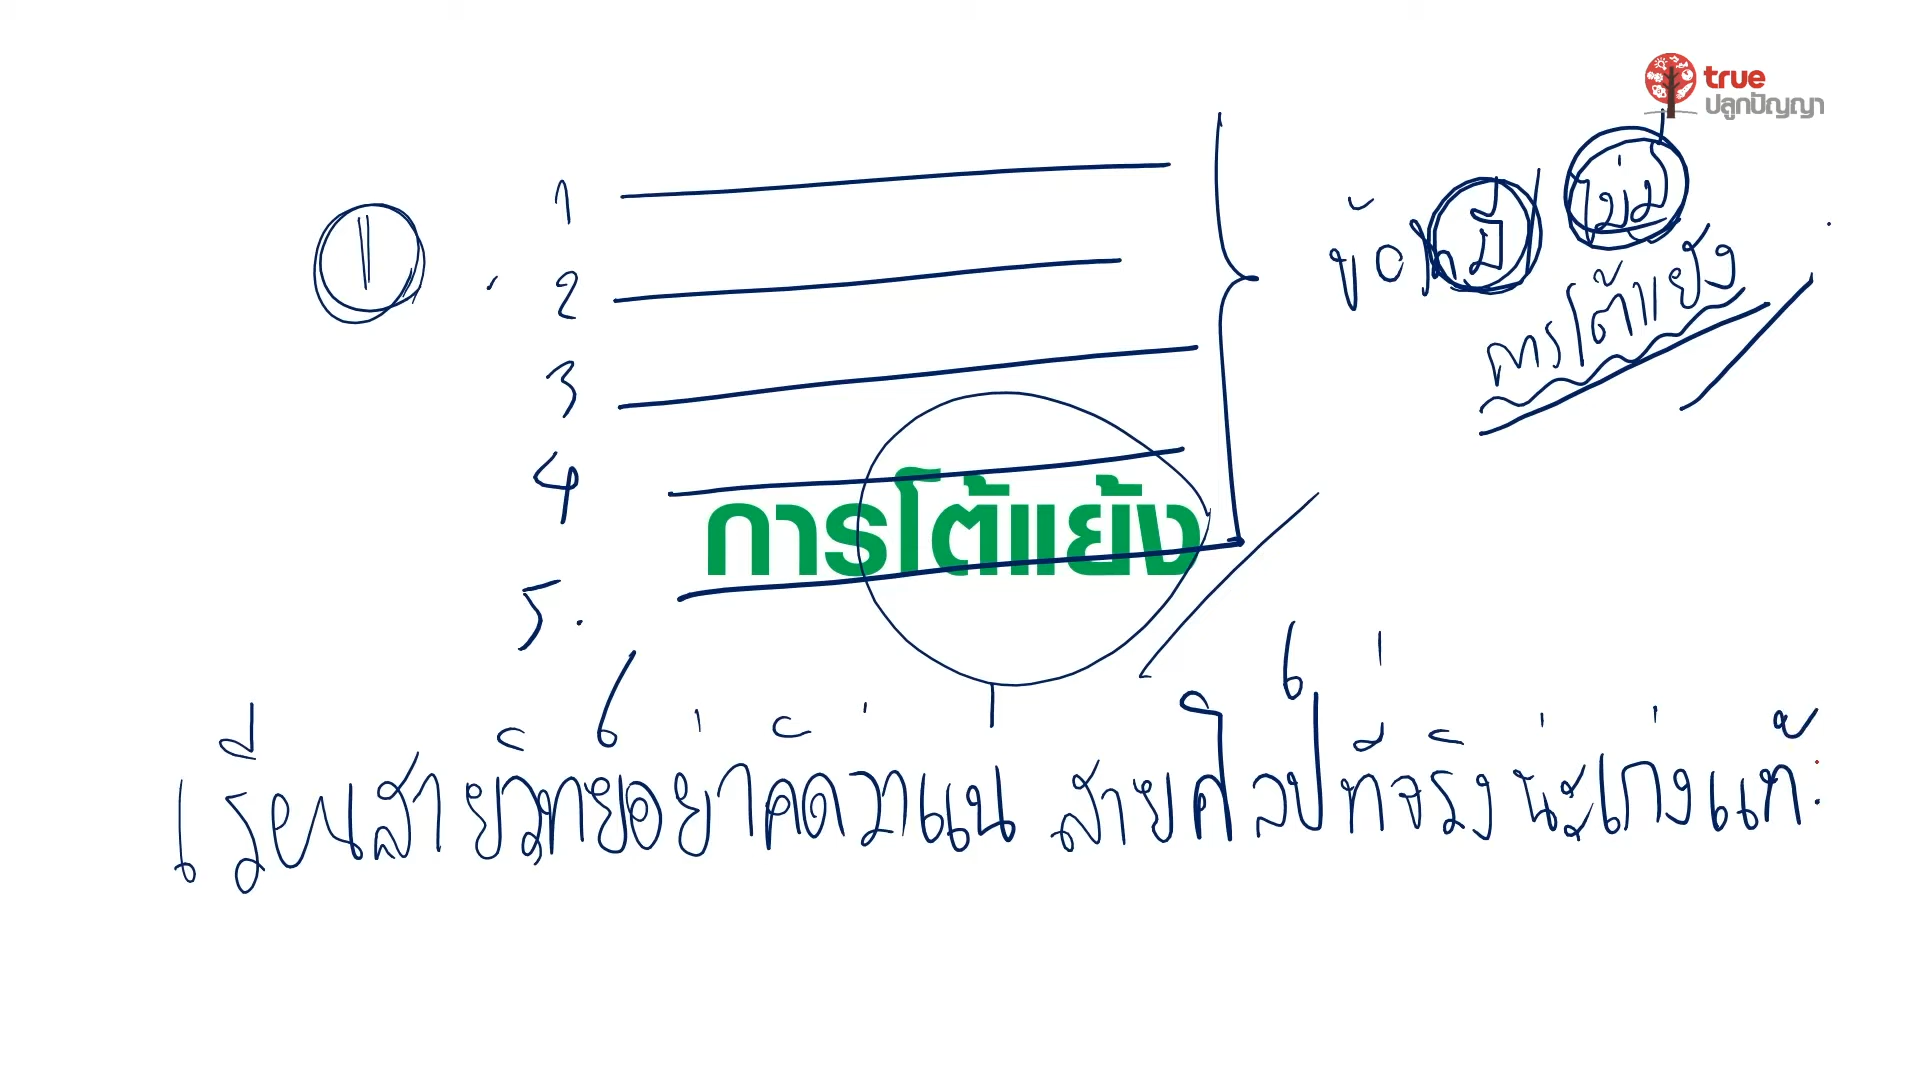 true
ปลูกปัญญา
1
1
2
3
4
5.
ข้อ มี ไม่มี
การโต้แย้ง
การโต้แย้ง
เรียนสายวิทย์อย่าคิดว่าแน่ สายศิลป์ที่จริงน่ะเก่งแท้